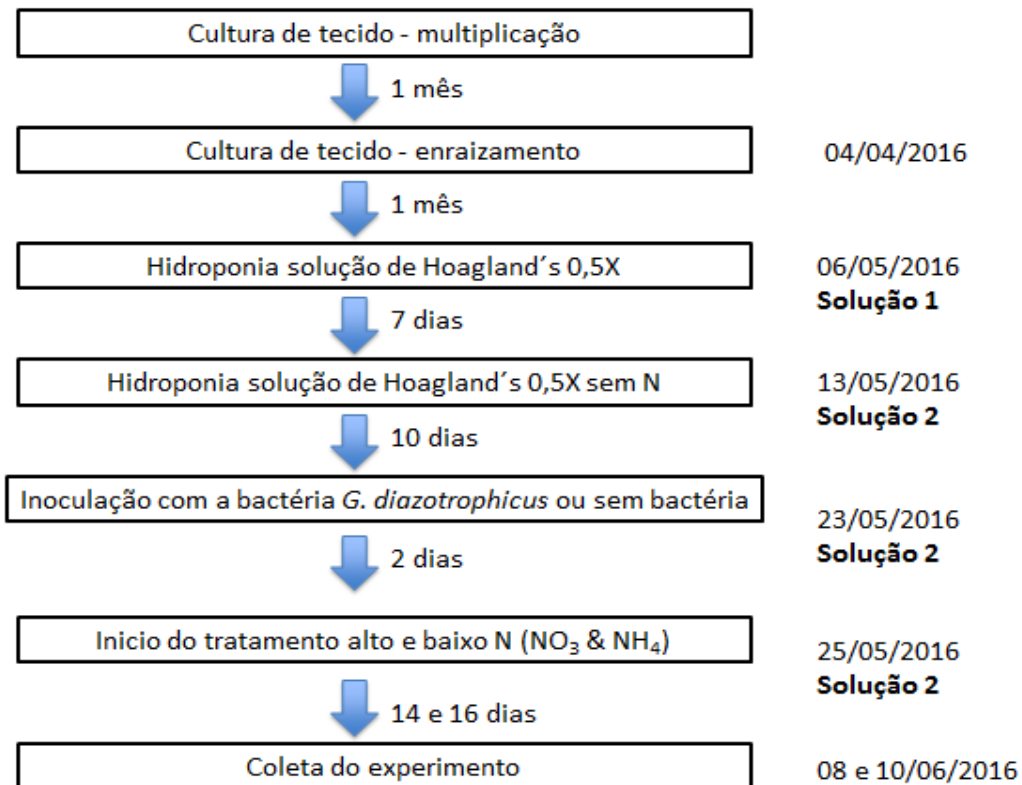 Cultura de tecido - multiplicação
1 mês
Cultura de tecido - enraizamento
04/04/2016
1 mês
Hidroponia solução de Hoagland´s 0,5X
06/05/2016
Solução 1
7 dias
Hidroponia solução de Hoagland´s 0,5X sem N
13/05/2016
Solução 2
10 dias
Inoculação com a bactéria G. diazotrophicus ou sem bactéria
23/05/2016
Solução 2
2 dias
Inicio do tratamento alto e baixo N (NO₃ & NH₄)
25/05/2016
Solução 2
14 e 16 dias
Coleta do experimento
08 e 10/06/2016